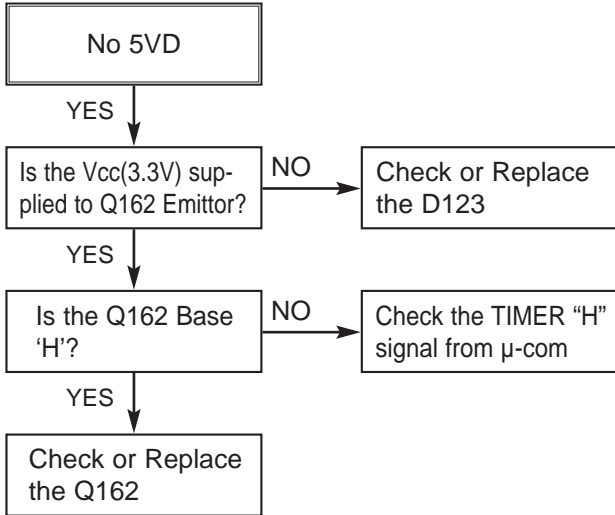 No 5VD
YES
Is the Vcc(3.3V) sup-
plied to Q162 Emittor?
NO
Check or Replace
the D123
YES
Is the Q162 Base
‘H’?
NO
Check the TIMER “H”
signal from μ-com
YES
Check or Replace
the Q162